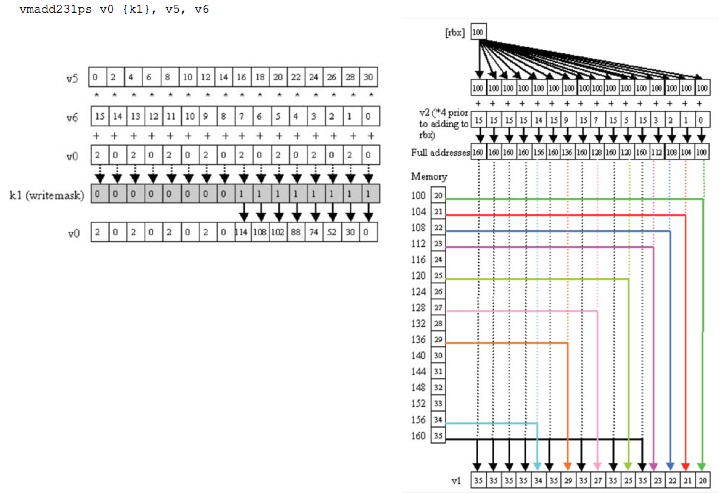 vmadd231ps v0 {k1}, v5, v6
v5 0 2 4 6 8 10 12 14 16 18 20 22 24 26 28 30
* * * * * * * * * * * * * * * *
v6 15 14 13 12 11 10 9 8 7 6 5 4 3 2 1 0
+ + + + + + + + + + + + + + + +
v0 2 0 2 0 2 0 2 0 2 0 2 0 2 0 2 0
k1 (writemask) 0 0 0 0 0 0 0 0 1 1 1 1 1 1 1 1
v0 2 0 2 0 2 0 2 0 114 108 102 88 74 52 30 0
[rbx] 100
100 100 100 100 100 100 100 100 100 100 100 100 100 100 100 100
+ + + + + + + + + + + + + + + +
v2 (*4 prior
to adding to
rbx)
15 15 15 15 14 15 9 15 7 15 5 15 3 2 1 0
Full addresses 160 160 160 160 156 160 136 160 128 160 120 160 112 108 104 100
Memory
100 20
104 21
108 22
112 23
116 24
120 25
124 26
128 27
132 28
136 29
140 30
144 31
148 32
152 33
156 34
160 35
v1 35 35 35 35 34 35 29 35 27 35 25 35 23 22 21 20